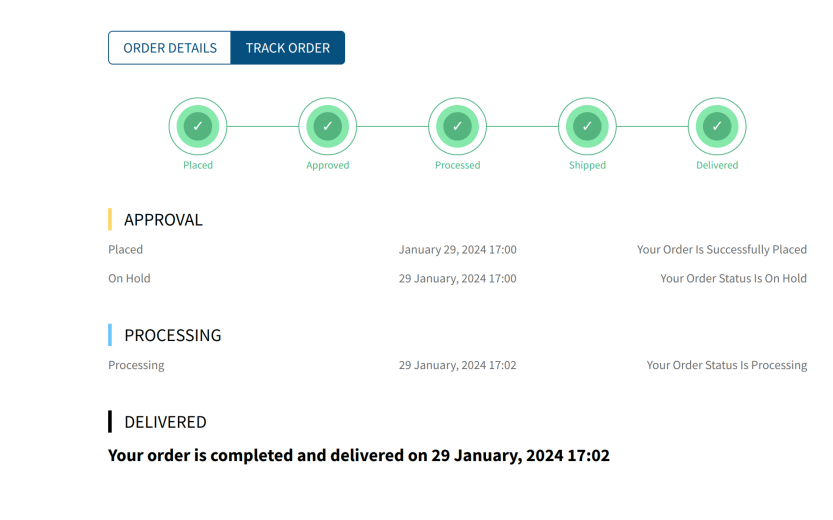 ORDER DETAILS TRACK ORDER
✓ ✓ ✓ ✓ ✓
Placed Approved Processed Shipped Delivered
APPROVAL
Placed January 29, 2024 17:00 Your Order Is Successfully Placed
On Hold 29 January, 2024 17:00 Your Order Status Is On Hold
PROCESSING
Processing 29 January, 2024 17:02 Your Order Status Is Processing
DELIVERED
Your order is completed and delivered on 29 January, 2024 17:02